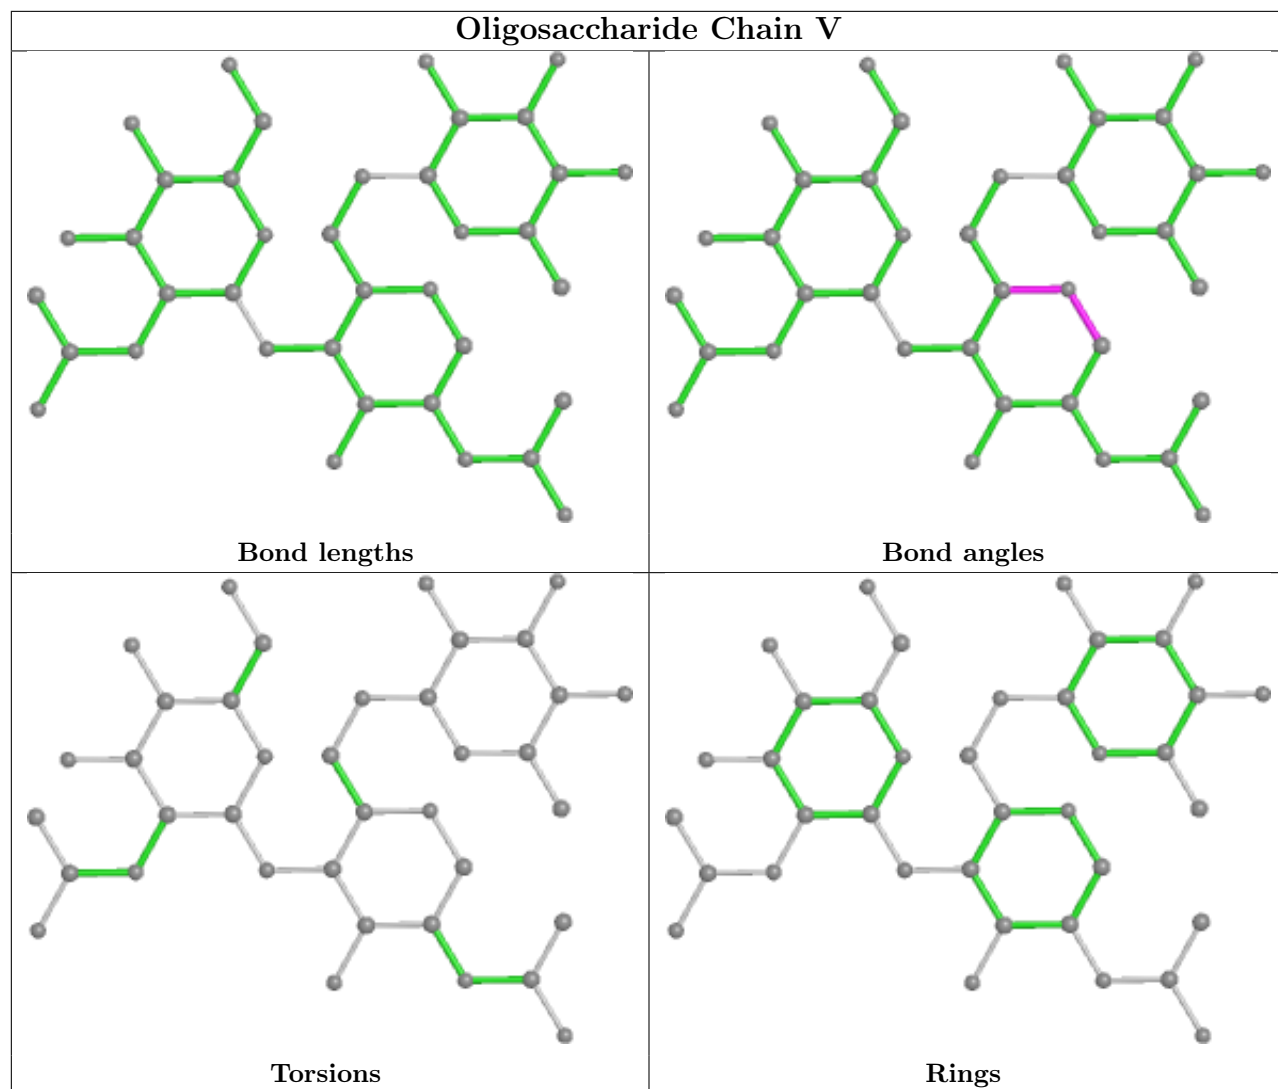 Oligosaccharide Chain V
Bond lengths
Bond angles
Torsions
Rings